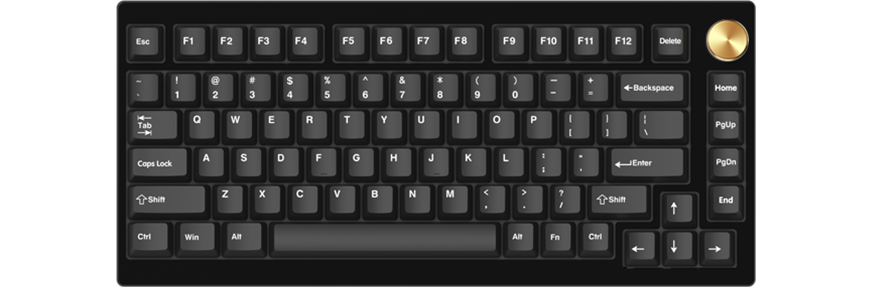 Esc F1 F2 F3 F4 F5 F6 F7 F8 F9 F10 F11 F12 Delete
~ ! @ # $ % ^ & * ( ) — + ←Backspace Home
` 1 2 3 4 5 6 7 8 9 0 – =
Tab Q W E R T Y U I O P { } | PgUp
[ ] \
Caps Lock A S D F G H J K L : " Enter PgDn
; '
Shift Z X C V B N M < > ? Shift ↑ End
, . /
Ctrl Win Alt Alt Fn Ctrl ← ↓ →